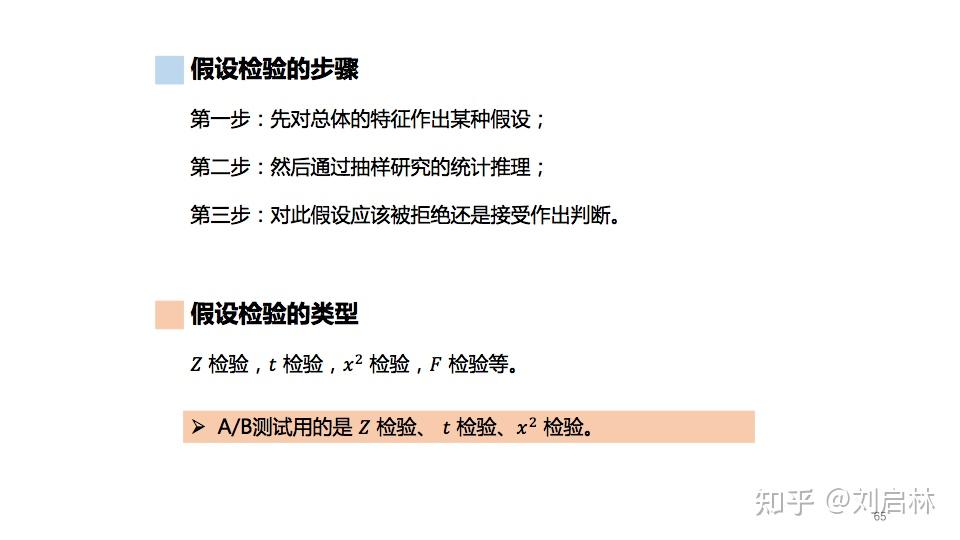 假设检验的步骤
第一步：先对总体的特征作出某种假设；
第二步：然后通过抽样研究的统计推理；
第三步：对此假设应该被拒绝还是接受作出判断。
假设检验的类型
Z 检验，t 检验，x² 检验，F 检验等。
➢ A/B测试用的是 Z 检验、 t 检验、x² 检验。
知乎 @刘启林
65